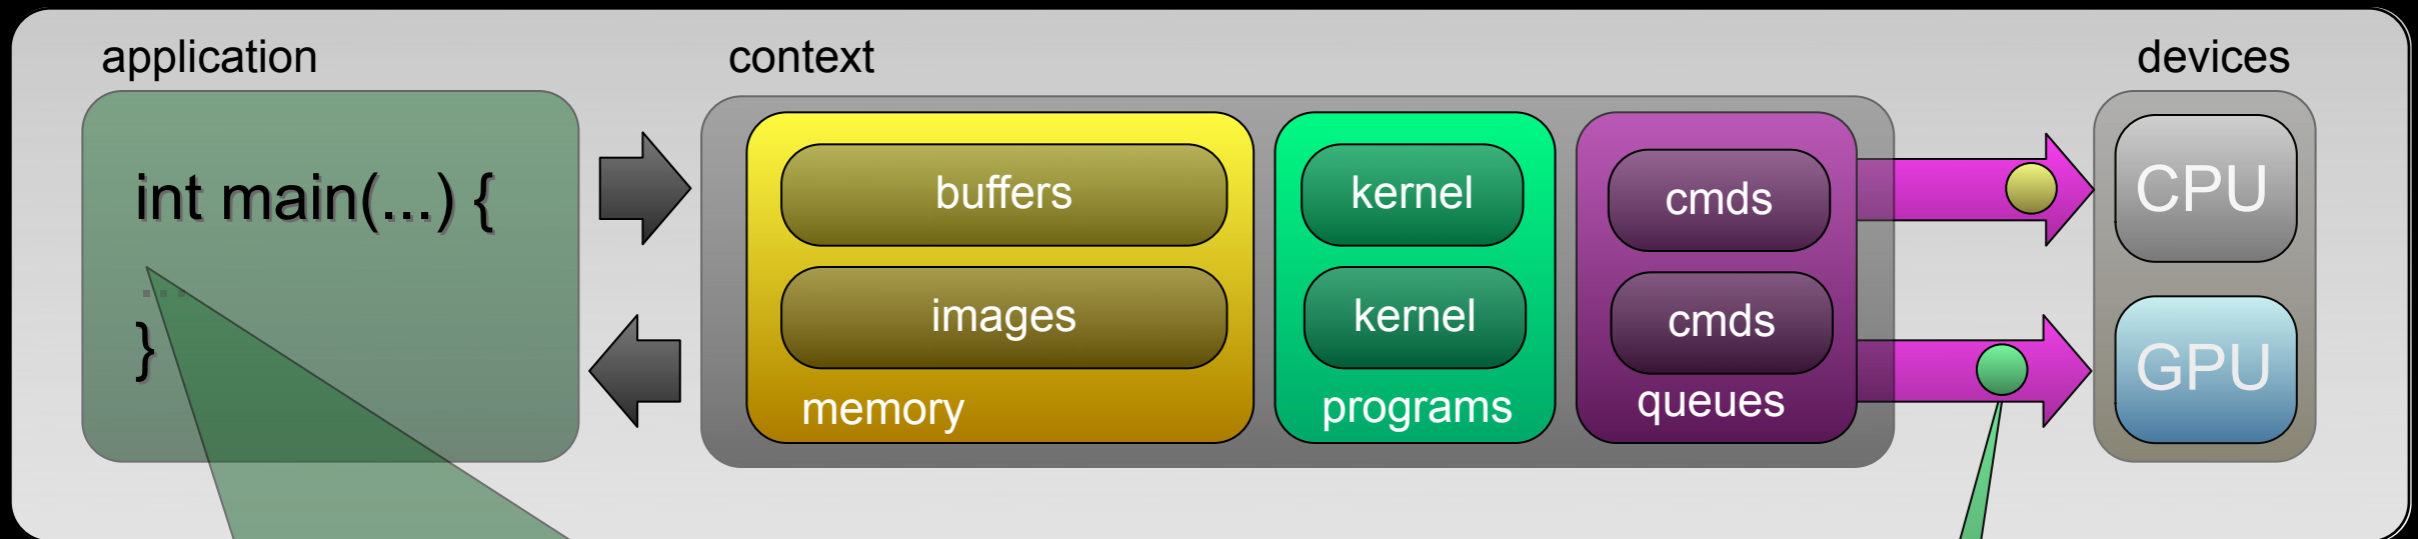 application
context
devices
int main(...) {
...
}
buffers
images
memory
kernel
kernel
programs
cmds
cmds
queues
CPU
GPU